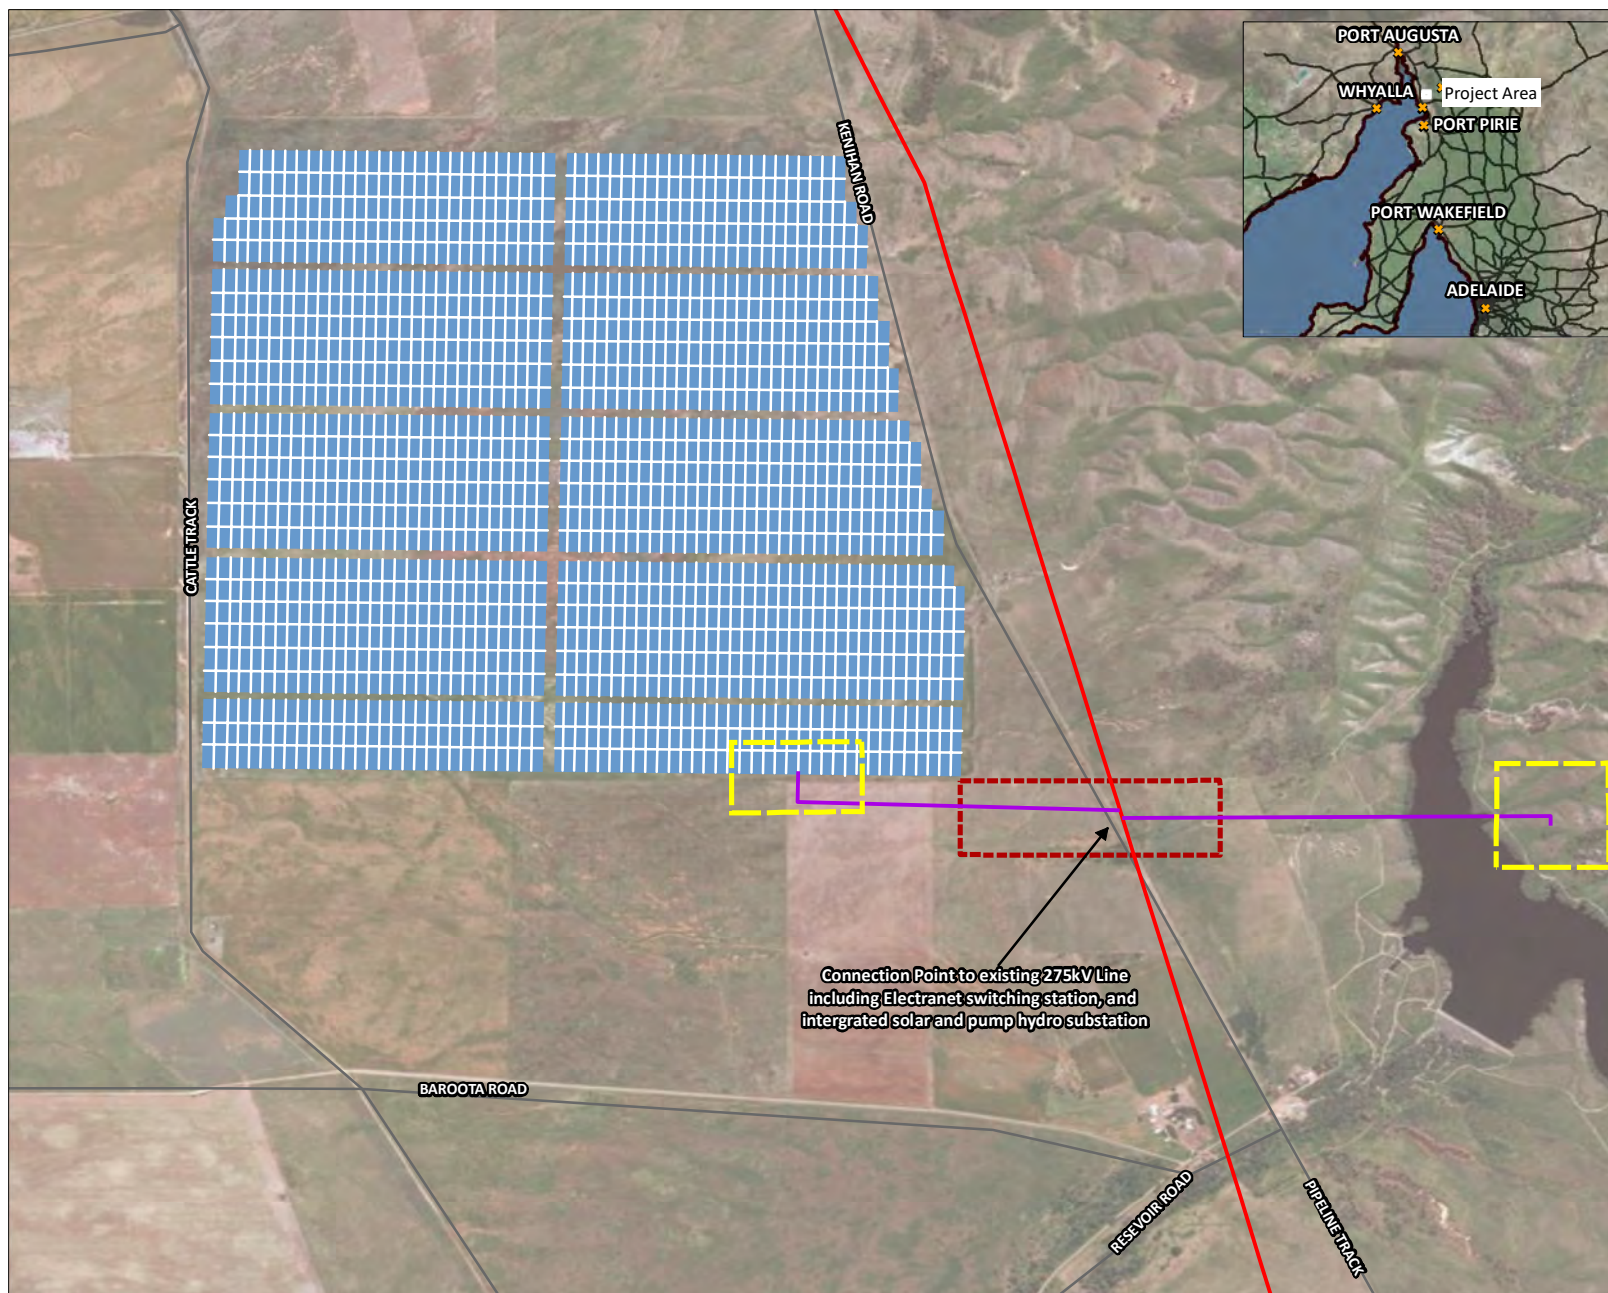 PORT AUGUSTA
WHYALLA
Project Area
PORT PIRIE
PORT WAKEFIELD
ADELAIDE
KENIHAN ROAD
CATTLE TRACK
Connection Point to existing 275kV Line
including Electranet switching station, and
intergrated solar and pump hydro substation
BAROOTA ROAD
RESEVOIR ROAD
PIPELINE TRACK